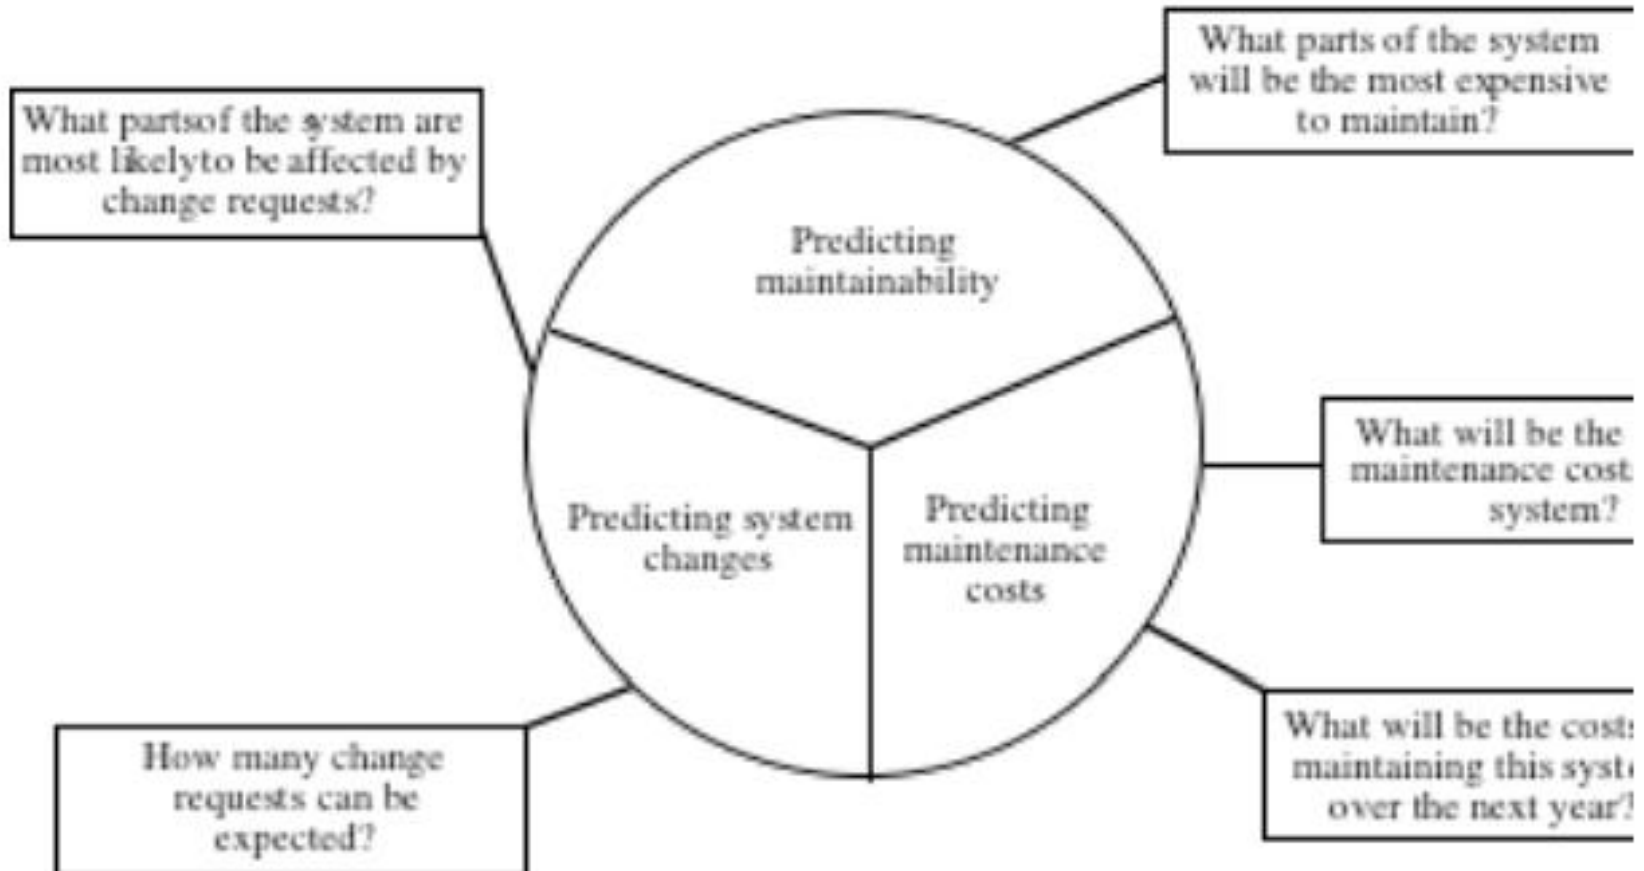 What parts of the system
will be the most expensive
to maintain?
What partsof the system are
most likelyto be affected by
change requests?
Predicting
maintainability
What will be the
maintenance cost
system?
Predicting system
changes
Predicting
maintenance
costs
What will be the costs
maintaining this syst
over the next year?
How many change
requests can be
expected?